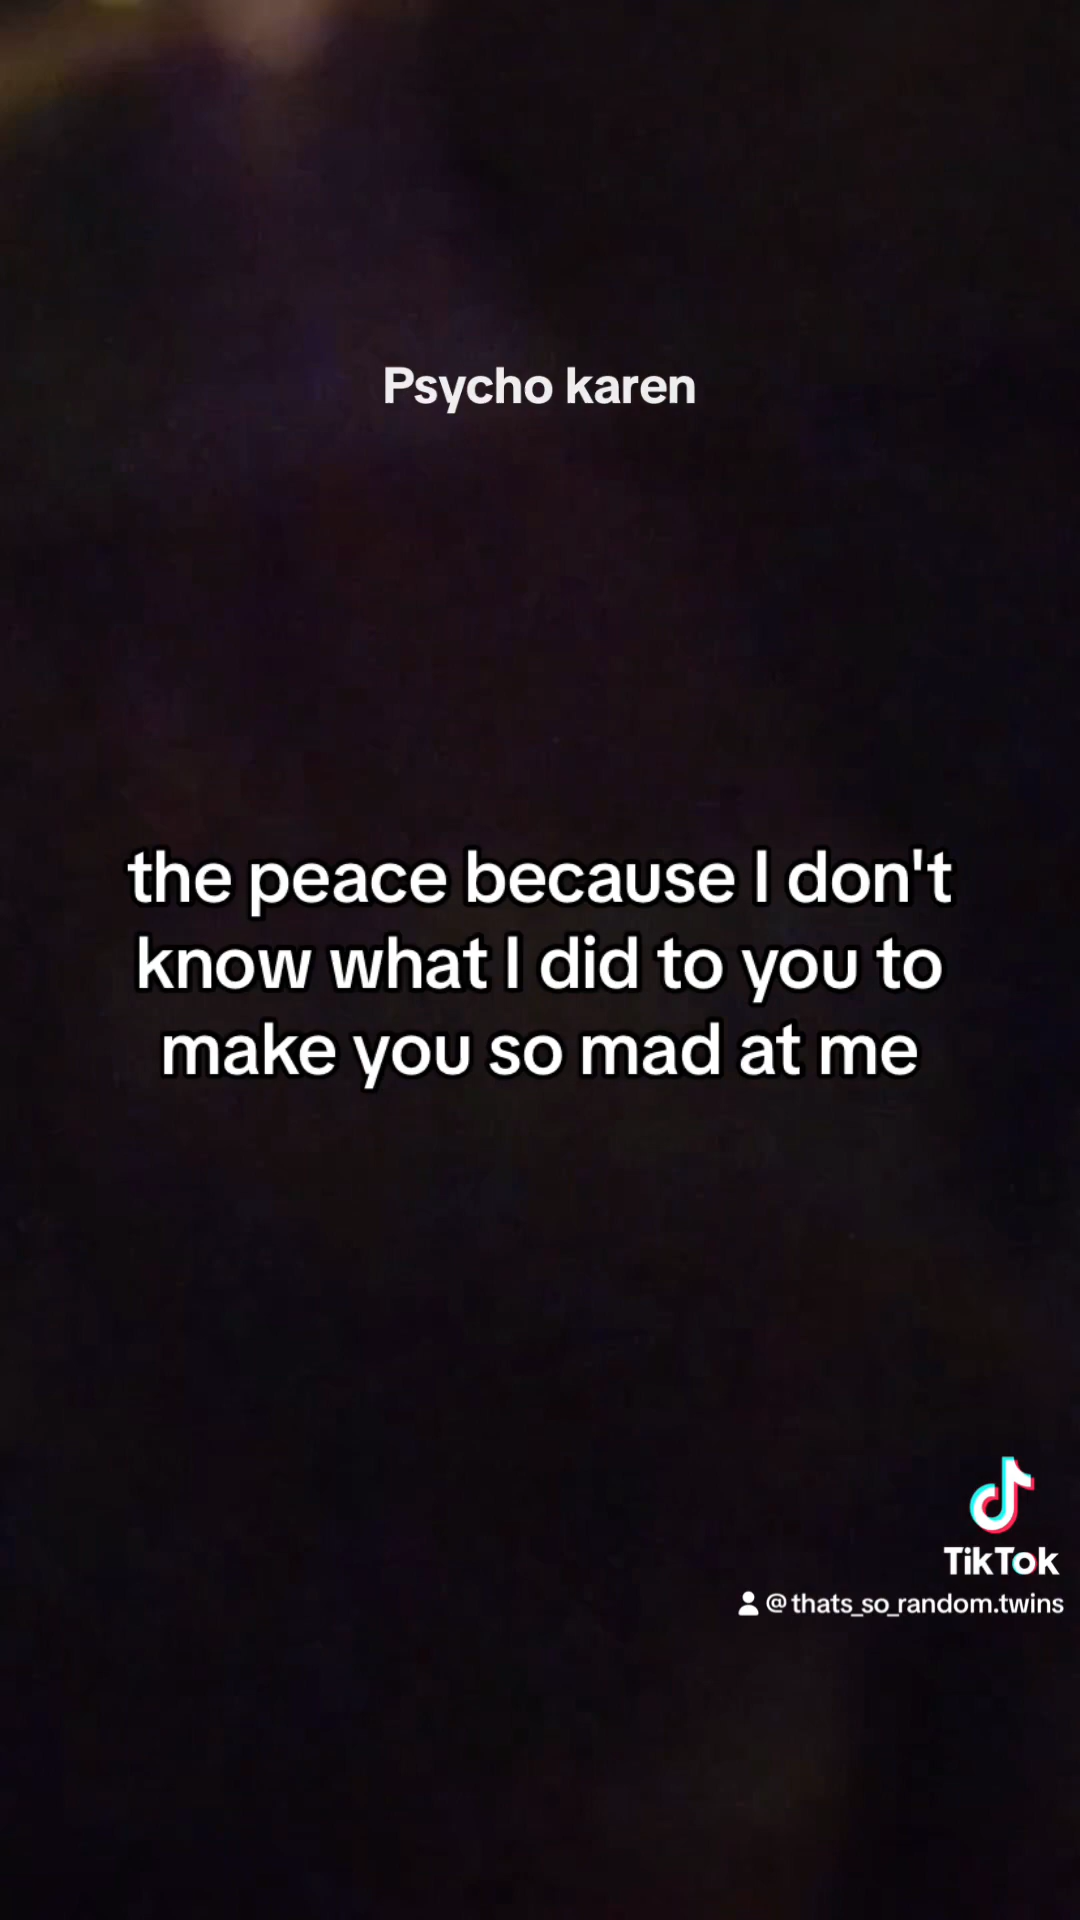 Psycho karen
the peace because I don't
know what I did to you to
make you so mad at me
TikTok
@thats_so_random.twins